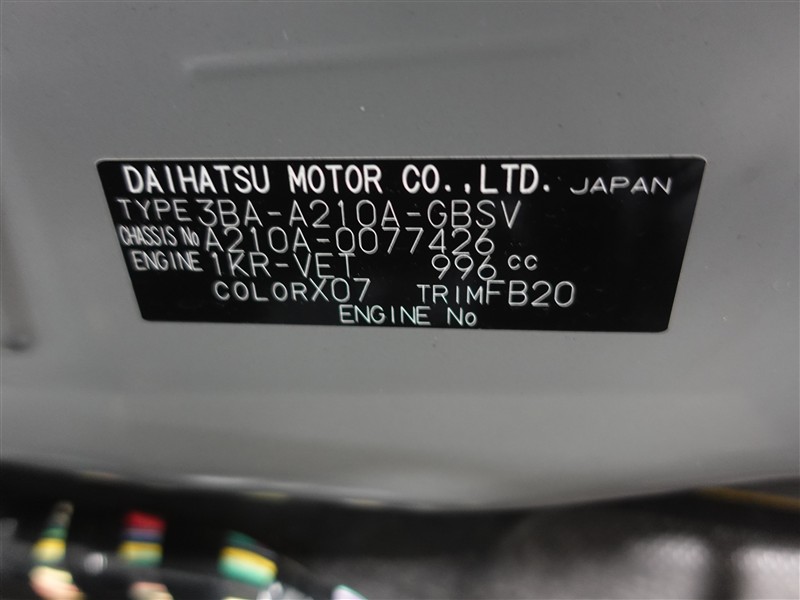 DAIHATSU MOTOR CO.,LTD. JAPAN
TYPE 3BA-A210A-GBSV
CHASSIS No A210A-0077426
ENGINE 1KR-VET 996 cc
COLOR X07 TRIM FB20
ENGINE No